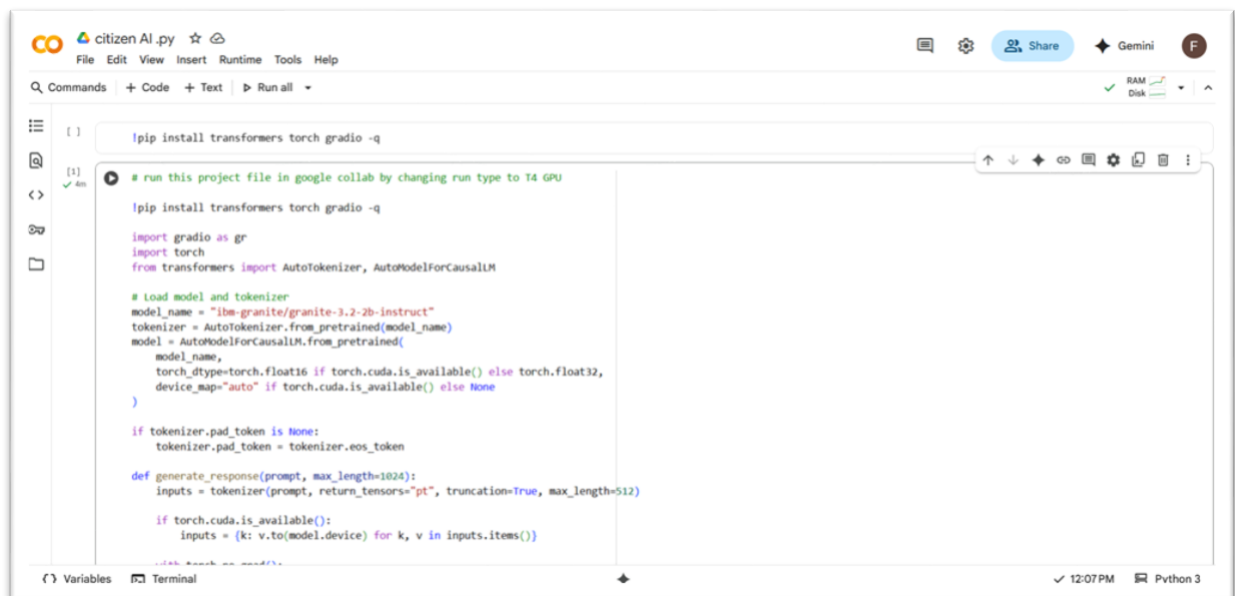 citizen AI .py
File Edit View Insert Runtime Tools Help
Share
Gemini
F
Commands + Code + Text Run all
RAM
Disk
[ ]
!pip install transformers torch gradio -q
[1]
4m
# run this project file in google collab by changing run type to T4 GPU
!pip install transformers torch gradio -q
import gradio as gr
import torch
from transformers import AutoTokenizer, AutoModelForCausalLM
# Load model and tokenizer
model_name = "ibm-granite/granite-3.2-2b-instruct"
tokenizer = AutoTokenizer.from_pretrained(model_name)
model = AutoModelForCausalLM.from_pretrained(
model_name,
torch_dtype=torch.float16 if torch.cuda.is_available() else torch.float32,
device_map="auto" if torch.cuda.is_available() else None
)
if tokenizer.pad_token is None:
tokenizer.pad_token = tokenizer.eos_token
def generate_response(prompt, max_length=1024):
inputs = tokenizer(prompt, return_tensors="pt", truncation=True, max_length=512)
if torch.cuda.is_available():
inputs = {k: v.to(model.device) for k, v in inputs.items()}
with torch.no_grad():
Variables Terminal
12:07 PM Python 3